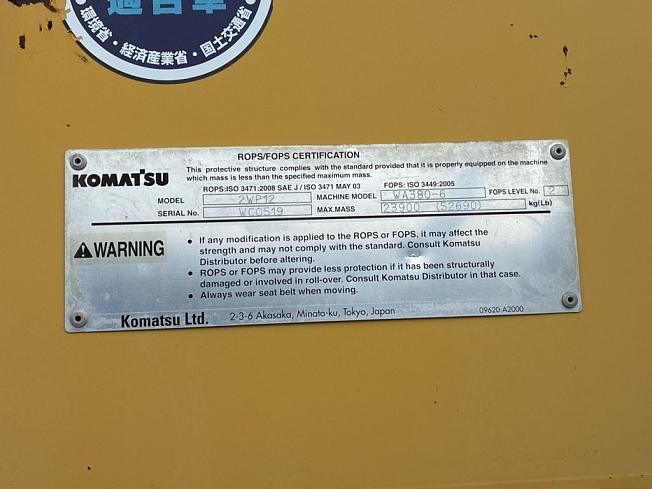 適合車
・環境省・経済産業省・国土交通省
ROPS/FOPS CERTIFICATION
KOMATSU
This protective structure complies with the standard provided that it is properly equipped on the machine
which mass is less than the specified maximum mass.
ROPS:ISO 3471:2008 SAE J / ISO 3471 MAY 03 FOPS: ISO 3449:2005
MODEL 2WP12 MACHINE MODEL WA380-6 FOPS LEVEL No. 2
SERIAL No. WC0519 MAX.MASS 23900 (52690) kg(Lb)
WARNING
• If any modification is applied to the ROPS or FOPS, it may affect the
strength and may not comply with the standard. Consult Komatsu
Distributor before altering.
• ROPS or FOPS may provide less protection if it has been structurally
damaged or involved in roll-over. Consult Komatsu Distributor in that case.
• Always wear seat belt when moving.
Komatsu Ltd. 2-3-6 Akasaka, Minato-ku, Tokyo, Japan 09620 A2000